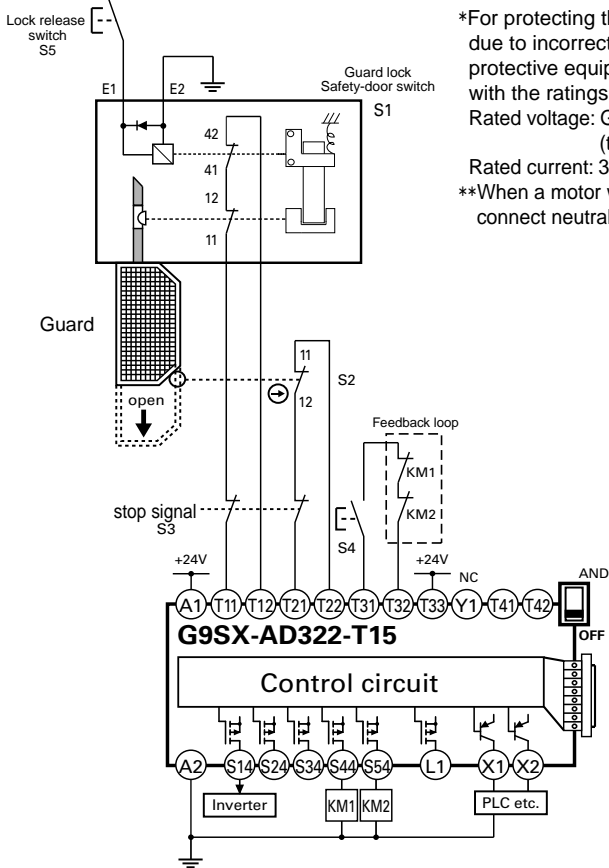 Lock release
switch
S5
*For protecting th
due to incorrect
protective equip
with the ratings
Rated voltage: G
(t
Rated current: 3
**When a motor w
connect neutral
E1 E2
Guard lock
Safety-door switch
S1
42
41
12
11
Guard
open
11
S2
12
Feedback loop
KM1
KM2
stop signal
S3
S4
+24V
+24V
NC
AND
A1 T11 T12 T21 T22 T31 T32 T33 Y1 T41 T42
OFF
G9SX-AD322-T15
Control circuit
A2 S14 S24 S34 S44 S54 L1 X1 X2
Inverter
KM1 KM2
PLC etc.